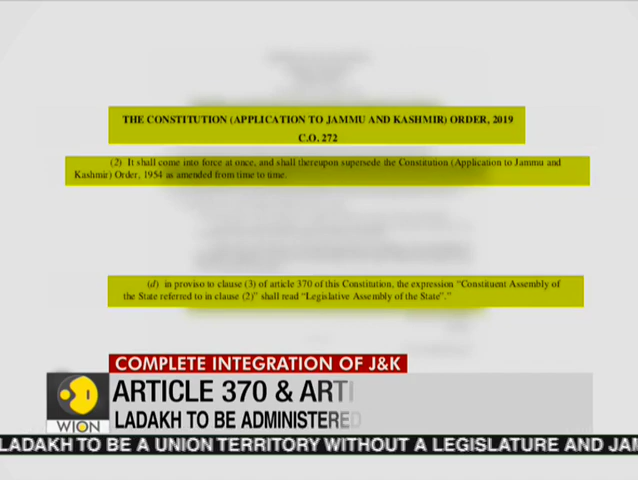 THE CONSTITUTION (APPLICATION TO JAMMU AND KASHMIR) ORDER, 2019
C.O. 272
(2) It shall come into force at once, and shall thereupon supersede the Constitution (Application to Jammu and
Kashmir) Order, 1954 as amended from time to time.
(d) in proviso to clause (3) of article 370 of this Constitution, the expression “Constituent Assembly of
the State referred to in clause (2)” shall read “Legislative Assembly of the State”.”
COMPLETE INTEGRATION OF J&K
ARTICLE 370 & ARTI
LADAKH TO BE ADMINISTERED
WION
LADAKH TO BE A UNION TERRITORY WITHOUT A LEGISLATURE AND JA